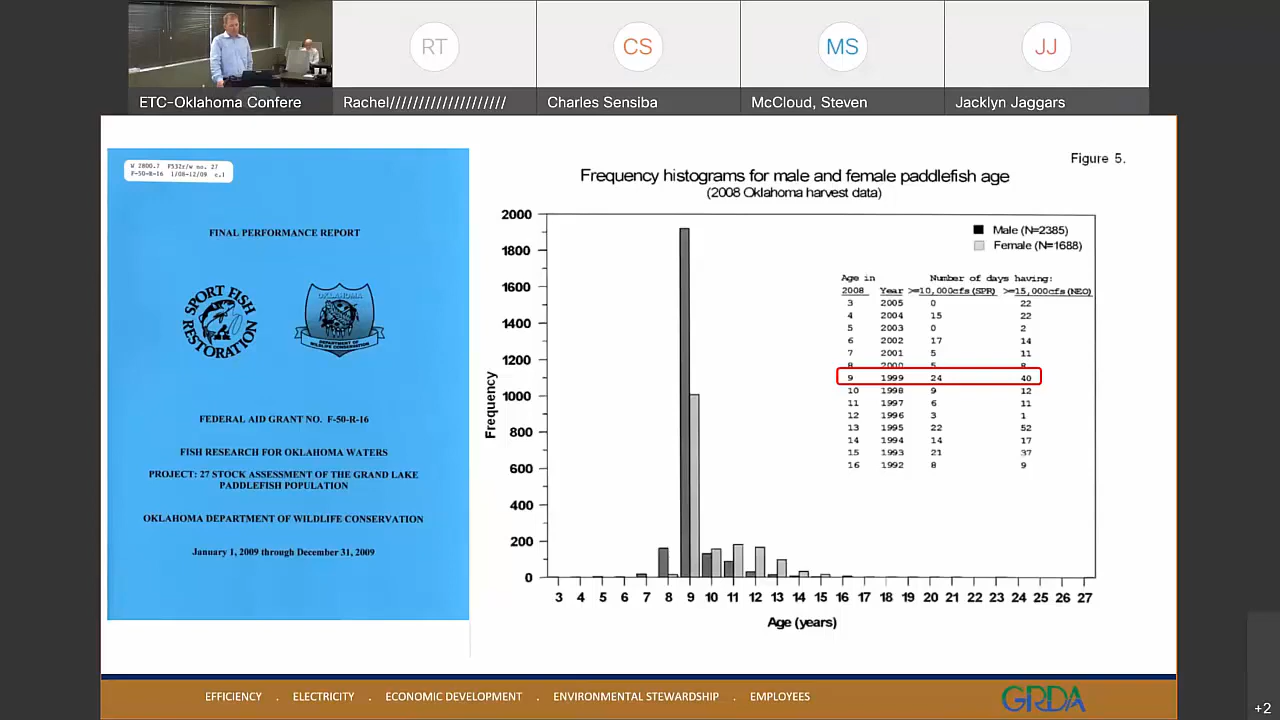 RT
CS
MS
JJ
ETC-Oklahoma Confere
Rachel////////////////////
Charles Sensiba
McCloud, Steven
Jacklyn Jaggars
W 2800.7 F532r/w no. 27
F-50-R-16 1/08-12/09 c.1
FINAL PERFORMANCE REPORT
SPORT FISH
RESTORATION
OKLAHOMA
DEPARTMENT OF
WILDLIFE CONSERVATION
FEDERAL AID GRANT NO. F-50-R-16
FISH RESEARCH FOR OKLAHOMA WATERS
PROJECT: 27 STOCK ASSESSMENT OF THE GRAND LAKE
PADDLEFISH POPULATION
OKLAHOMA DEPARTMENT OF WILDLIFE CONSERVATION
January 1, 2009 through December 31, 2009
Figure 5.
Frequency histograms for male and female paddlefish age
(2008 Oklahoma harvest data)
Male (N=2385)
Female (N=1688)
Age in Number of days having:
2008 Year >=10,000cfs(SPR) >=15,000cfs(NEO)
3 2005 0 22
4 2004 15 22
5 2003 0 2
6 2002 17 14
7 2001 5 11
8 2000 5 8
9 1999 24 40
10 1998 9 12
11 1997 6 11
12 1996 3 1
13 1995 22 52
14 1994 14 17
15 1993 21 37
16 1992 8 9
Frequency
2000
1800
1600
1400
1200
1000
800
600
400
200
0
3 4 5 6 7 8 9 10 11 12 13 14 15 16 17 18 19 20 21 22 23 24 25 26 27
Age (years)
EFFICIENCY . ELECTRICITY . ECONOMIC DEVELOPMENT . ENVIRONMENTAL STEWARDSHIP . EMPLOYEES
GRDA
+2